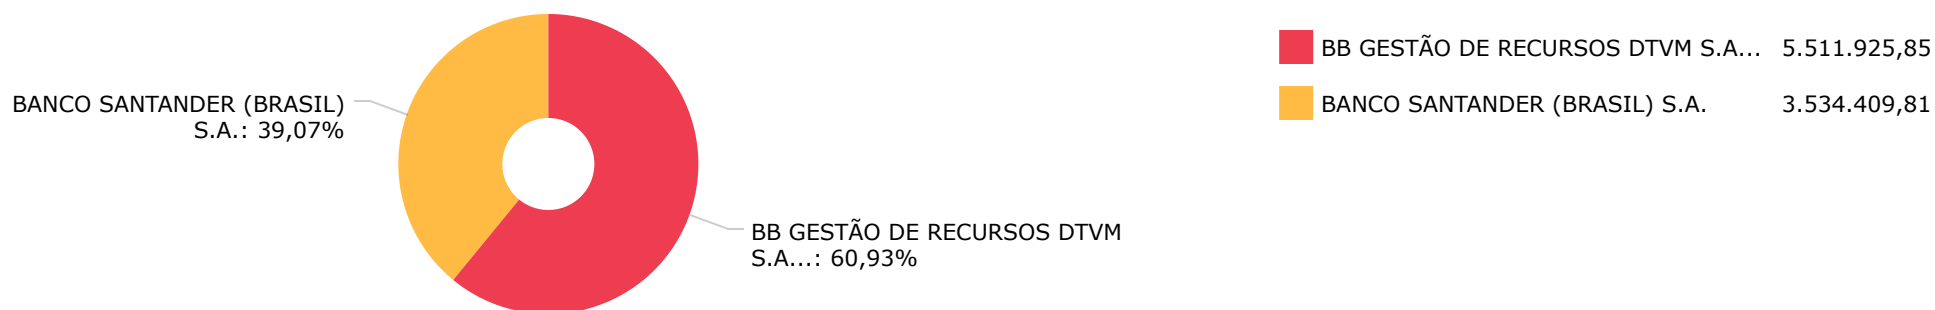 BANCO SANTANDER (BRASIL)
S.A.: 39,07%
BB GESTÃO DE RECURSOS DTVM
S.A...: 60,93%
BB GESTÃO DE RECURSOS DTVM S.A... 5.511.925,85
BANCO SANTANDER (BRASIL) S.A. 3.534.409,81